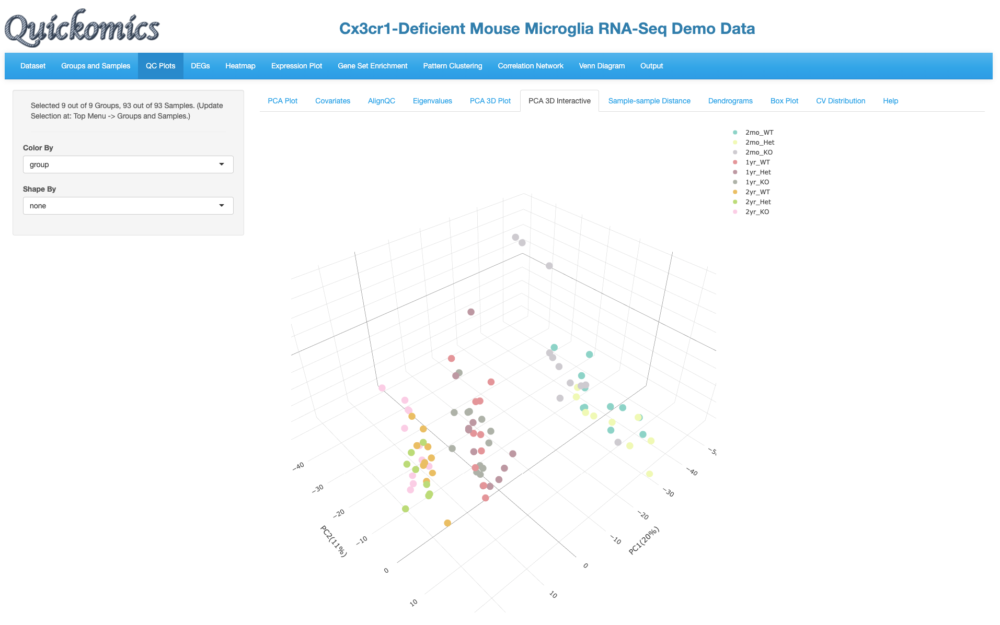 Quickomics
Cx3cr1-Deficient Mouse Microglia RNA-Seq Demo Data
Dataset Groups and Samples QC Plots DEGs Heatmap Expression Plot Gene Set Enrichment Pattern Clustering Correlation Network Venn Diagram Output
Selected 9 out of 9 Groups, 93 out of 93 Samples. (Update
Selection at: Top Menu -> Groups and Samples.)
Color By
group
Shape By
none
PCA Plot Covariates AlignQC Eigenvalues PCA 3D Plot PCA 3D Interactive Sample-sample Distance Dendrograms Box Plot CV Distribution Help
2mo_WT
2mo_Het
2mo_KO
1yr_WT
1yr_Het
1yr_KO
2yr_WT
2yr_Het
2yr_KO
−40
−30
−20
−10
0
10
PC2(11%)
−40
−30
−20
−10
0
10
PC1(20%)